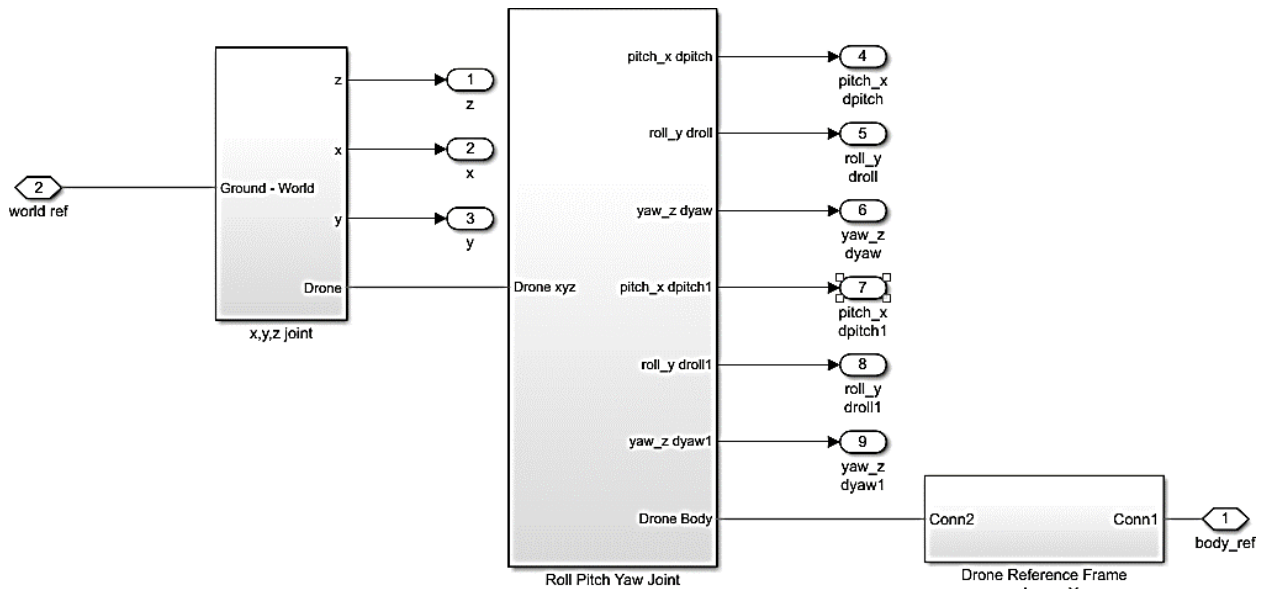 2
world ref
z
x
Ground - World
y
Drone
x,y,z joint
1
z
2
x
3
y
pitch_x dpitch
roll_y droll
yaw_z dyaw
Drone xyz
pitch_x dpitch1
roll_y droll1
yaw_z dyaw1
Drone Body
Roll Pitch Yaw Joint
4
pitch_x
dpitch
5
roll_y
droll
6
yaw_z
dyaw
7
pitch_x
dpitch1
8
roll_y
droll1
9
yaw_z
dyaw1
Conn2
Conn1
Drone Reference Frame
1
body_ref